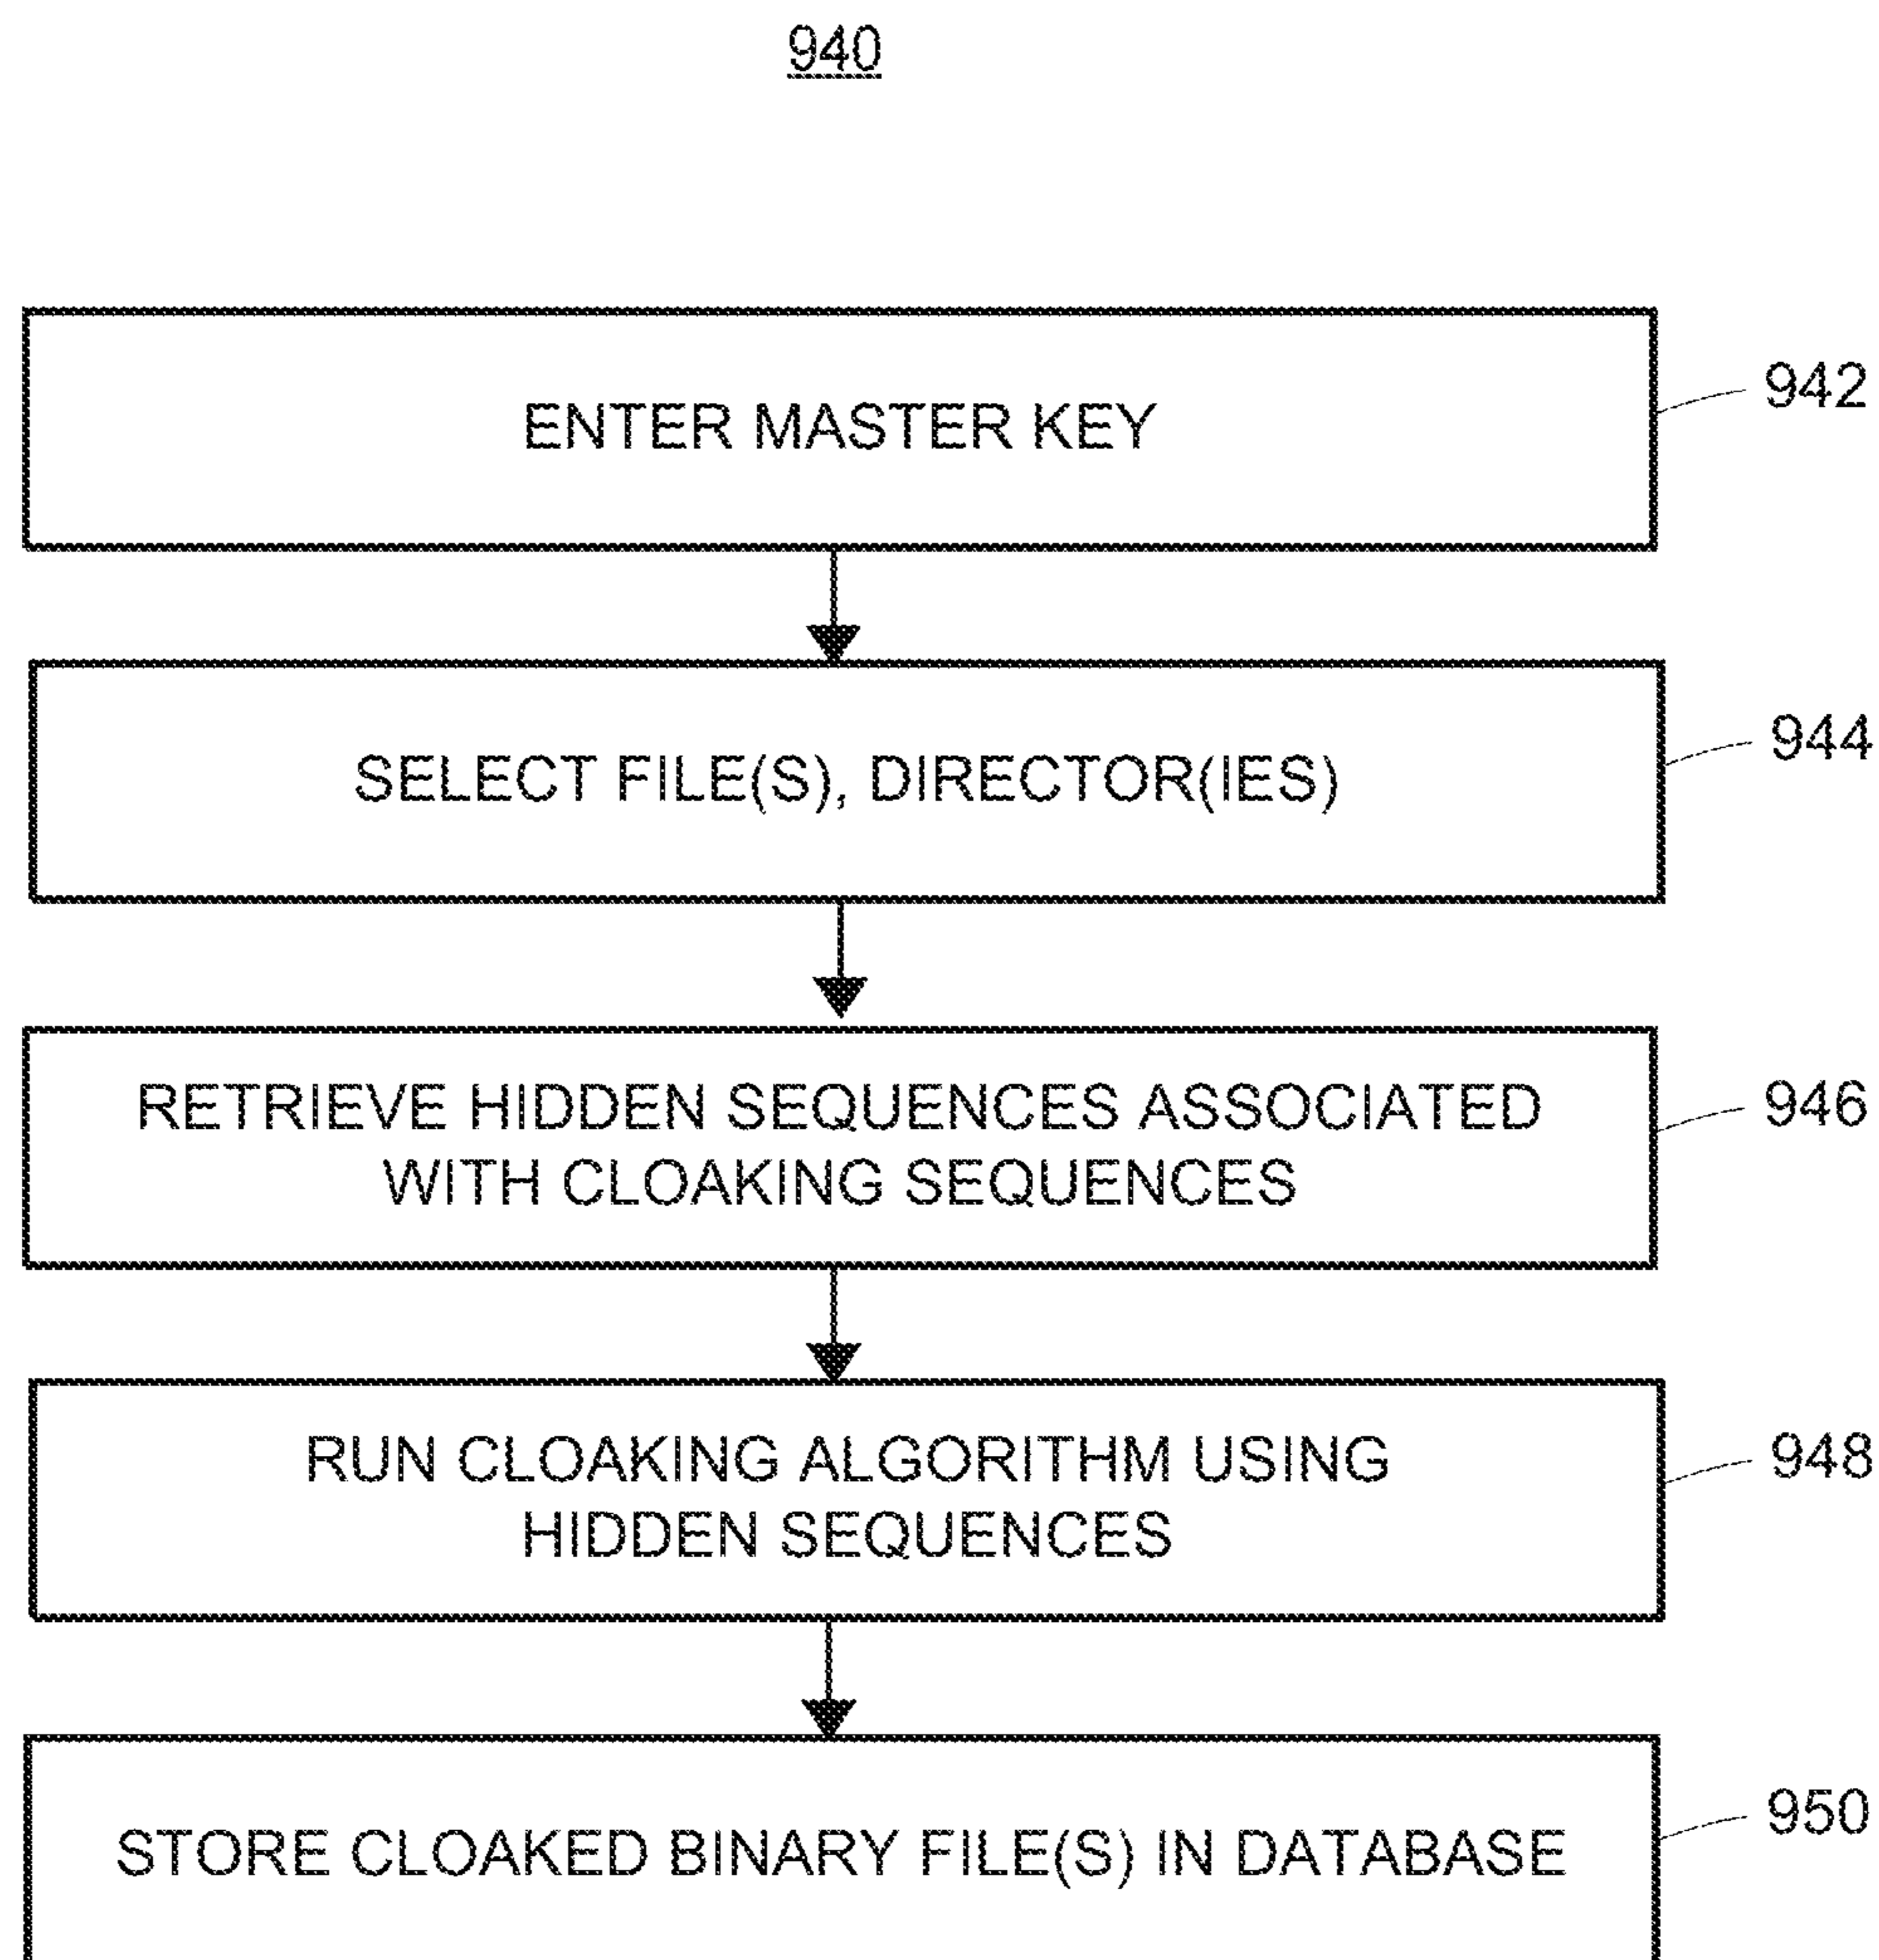 940
ENTER MASTER KEY
942
SELECT FILE(S), DIRECTOR(IES)
944
RETRIEVE HIDDEN SEQUENCES ASSOCIATED
WITH CLOAKING SEQUENCES
946
RUN CLOAKING ALGORITHM USING
HIDDEN SEQUENCES
948
STORE CLOAKED BINARY FILE(S) IN DATABASE
950